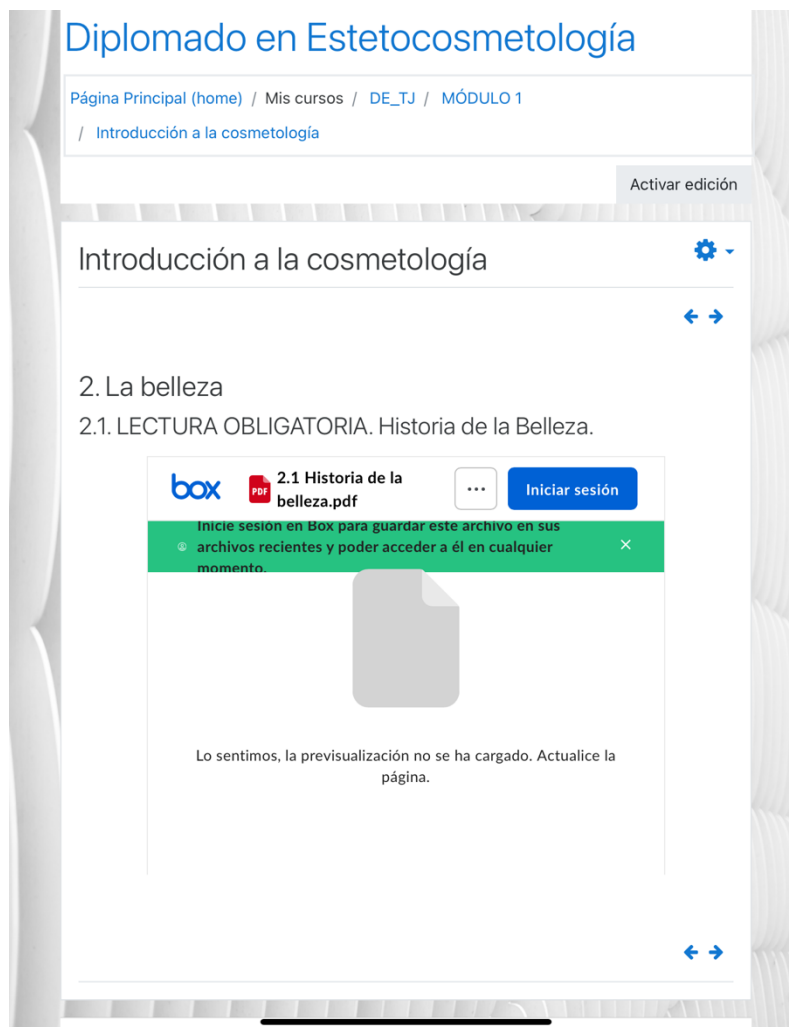 Diplomado en Estetocosmetología
Página Principal (home) / Mis cursos / DE_TJ / MÓDULO 1
/ Introducción a la cosmetología
Activar edición
Introducción a la cosmetología
2. La belleza
2.1. LECTURA OBLIGATORIA. Historia de la Belleza.
box
PDF
2.1 Historia de la
belleza.pdf
...
Iniciar sesión
Inicie sesión en Box para guardar este archivo en sus
archivos recientes y poder acceder a él en cualquier
momento.
Lo sentimos, la previsualización no se ha cargado. Actualice la
página.